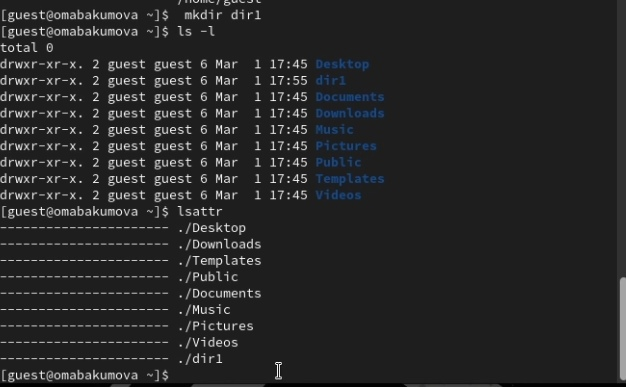 /home/guest
[guest@omabakumova ~]$  mkdir dir1
[guest@omabakumova ~]$ ls -l
total 0
drwxr-xr-x. 2 guest guest 6 Mar  1 17:45 Desktop
drwxr-xr-x. 2 guest guest 6 Mar  1 17:55 dir1
drwxr-xr-x. 2 guest guest 6 Mar  1 17:45 Documents
drwxr-xr-x. 2 guest guest 6 Mar  1 17:45 Downloads
drwxr-xr-x. 2 guest guest 6 Mar  1 17:45 Music
drwxr-xr-x. 2 guest guest 6 Mar  1 17:45 Pictures
drwxr-xr-x. 2 guest guest 6 Mar  1 17:45 Public
drwxr-xr-x. 2 guest guest 6 Mar  1 17:45 Templates
drwxr-xr-x. 2 guest guest 6 Mar  1 17:45 Videos
[guest@omabakumova ~]$ lsattr
---------------------- ./Desktop
---------------------- ./Downloads
---------------------- ./Templates
---------------------- ./Public
---------------------- ./Documents
---------------------- ./Music
---------------------- ./Pictures
---------------------- ./Videos
---------------------- ./dir1
[guest@omabakumova ~]$